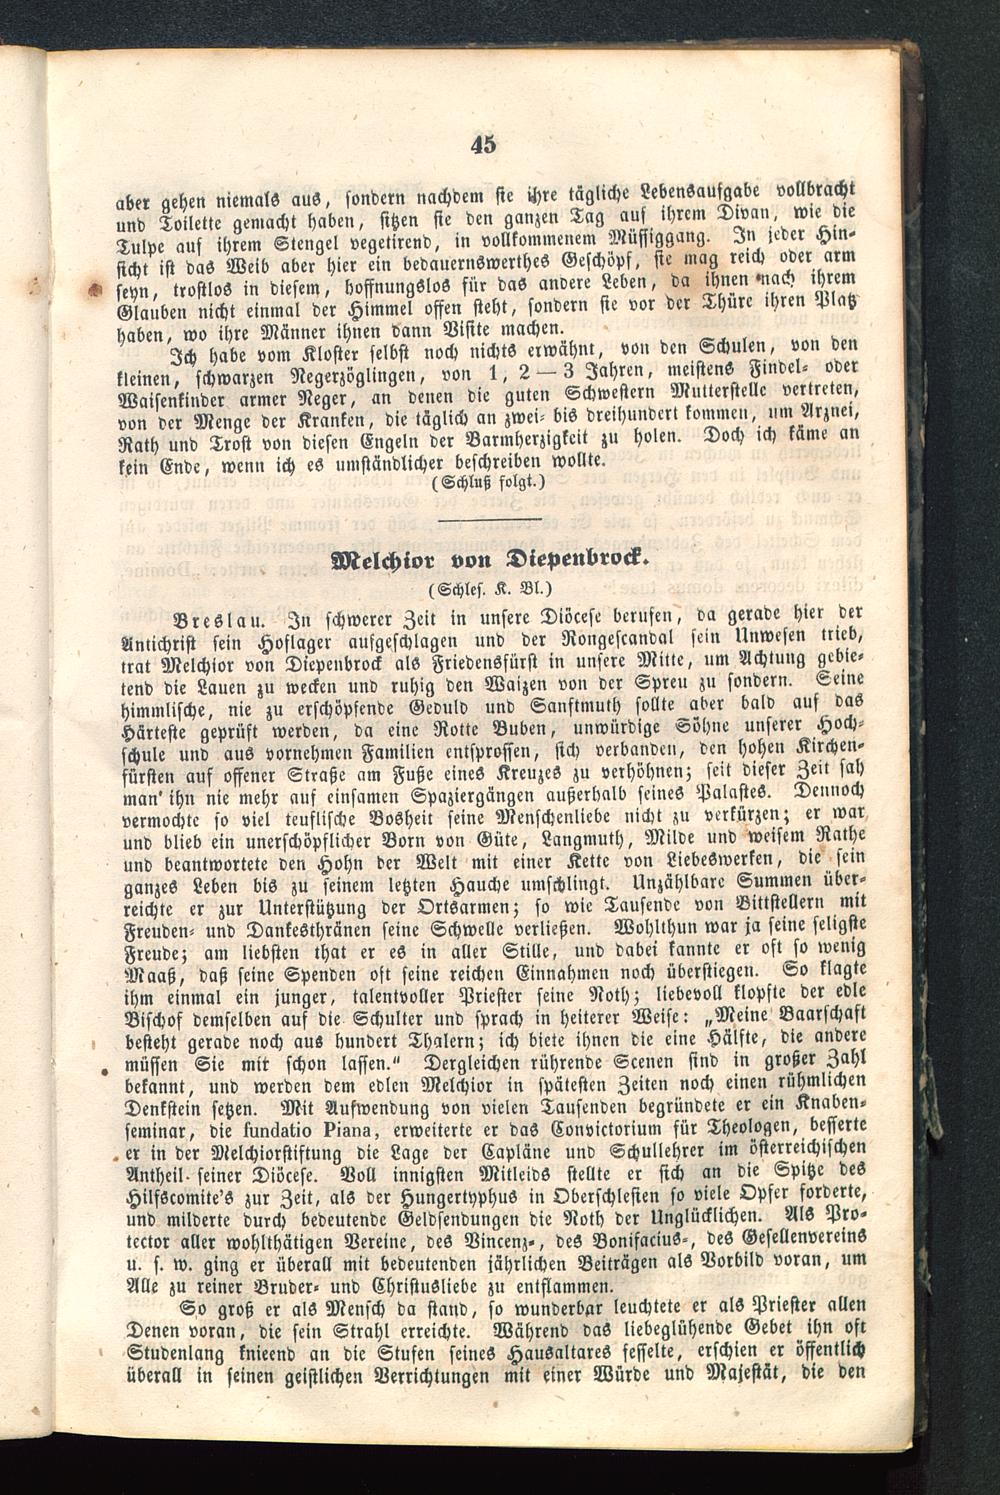 45
aber gehen niemals aus, sondern nachdem sie ihre tägliche Lebensaufgabe vollbracht
und Toilette gemacht haben, sitzen sie den ganzen Tag auf ihrem Divan, wie die
Tulpe auf ihrem Stengel vegetirend, in vollkommenem Müssiggang. In jeder Hin-
sicht ist das Weib aber hier ein bedauernswerthes Geschöpf, sie mag reich oder arm
seyn, trostlos in diesem, hoffnungslos für das andere Leben, da ihnen nach ihrem
Glauben nicht einmal der Himmel offen steht, sondern sie vor der Thüre ihren Platz
haben, wo ihre Männer ihnen dann Visite machen.
Ich habe vom Kloster selbst noch nichts erwähnt, von den Schulen, von den
kleinen, schwarzen Negerzöglingen, von 1, 2 — 3 Jahren, meistens Findel- oder
Waisenkinder armer Neger, an denen die guten Schwestern Mutterstelle vertreten,
von der Menge der Kranken, die täglich an zwei- bis dreihundert kommen, um Arznei,
Rath und Trost von diesen Engeln der Barmherzigkeit zu holen. Doch ich käme an
kein Ende, wenn ich es umständlicher beschreiben wollte.
(Schluß folgt.)
Melchior von Diepenbrock.
(Schles. K. Bl.)
Breslau. In schwerer Zeit in unsere Diöcese berufen, da gerade hier der
Antichrist sein Hoflager aufgeschlagen und der Rongescandal sein Unwesen trieb,
trat Melchior von Diepenbrock als Friedensfürst in unsere Mitte, um Achtung gebie-
tend die Lauen zu wecken und ruhig den Waizen von der Spreu zu sondern. Seine
himmlische, nie zu erschöpfende Geduld und Sanftmuth sollte aber bald auf das
Härteste geprüft werden, da eine Rotte Buben, unwürdige Söhne unserer Hoch-
schule und aus vornehmen Familien entsprossen, sich verbanden, den hohen Kirchen-
fürsten auf offener Straße am Fuße eines Kreuzes zu verhöhnen; seit dieser Zeit sah
man ihn nie mehr auf einsamen Spaziergängen außerhalb seines Palastes. Dennoch
vermochte so viel teuflische Bosheit seine Menschenliebe nicht zu verkürzen; er war
und blieb ein unerschöpflicher Born von Güte, Langmuth, Milde und weisem Rathe
und beantwortete den Hohn der Welt mit einer Kette von Liebeswerken, die sein
ganzes Leben bis zu seinem letzten Hauche umschlingt. Unzählbare Summen über-
reichte er zur Unterstützung der Ortsarmen; so wie Tausende von Bittstellern mit
Freuden- und Dankesthränen seine Schwelle verließen. Wohlthun war ja seine seligste
Freude; am liebsten that er es in aller Stille, und dabei kannte er oft so wenig
Maaß, daß seine Spenden oft seine reichen Einnahmen noch überstiegen. So klagte
ihm einmal ein junger, talentvoller Priester seine Noth; liebevoll klopfte der edle
Bischof demselben auf die Schulter und sprach in heiterer Weise: „Meine Baarschaft
besteht gerade noch aus hundert Thalern; ich biete ihnen die eine Hälfte, die andere
müssen Sie mir schon lassen.“ Dergleichen rührende Scenen sind in großer Zahl
bekannt, und werden dem edlen Melchior in spätesten Zeiten noch einen rühmlichen
Denkstein setzen. Mit Aufwendung von vielen Tausenden begründete er ein Knaben-
seminar, die fundatio Piana, erweiterte er das Convictorium für Theologen, besserte
er in der Melchiorstiftung die Lage der Capläne und Schullehrer im österreichischen
Antheil seiner Diöcese. Voll innigsten Mitleids stellte er sich an die Spitze des
Hilfscomite's zur Zeit, als der Hungertyphus in Oberschlesien so viele Opfer forderte,
und milderte durch bedeutende Geldsendungen die Noth der Unglücklichen. Als Pro-
tector aller wohlthätigen Vereine, des Vincenz-, des Bonifacius-, des Gesellenvereins
u. s. w. ging er überall mit bedeutenden jährlichen Beiträgen als Vorbild voran, um
Alle zu reiner Bruder- und Christusliebe zu entflammen.
So groß er als Mensch da stand, so wunderbar leuchtete er als Priester allen
Denen voran, die sein Strahl erreichte. Während das liebeglühende Gebet ihn oft
Studenlang knieend an die Stufen seines Hausaltares fesselte, erschien er öffentlich
überall in seinen geistlichen Verrichtungen mit einer Würde und Majestät, die den